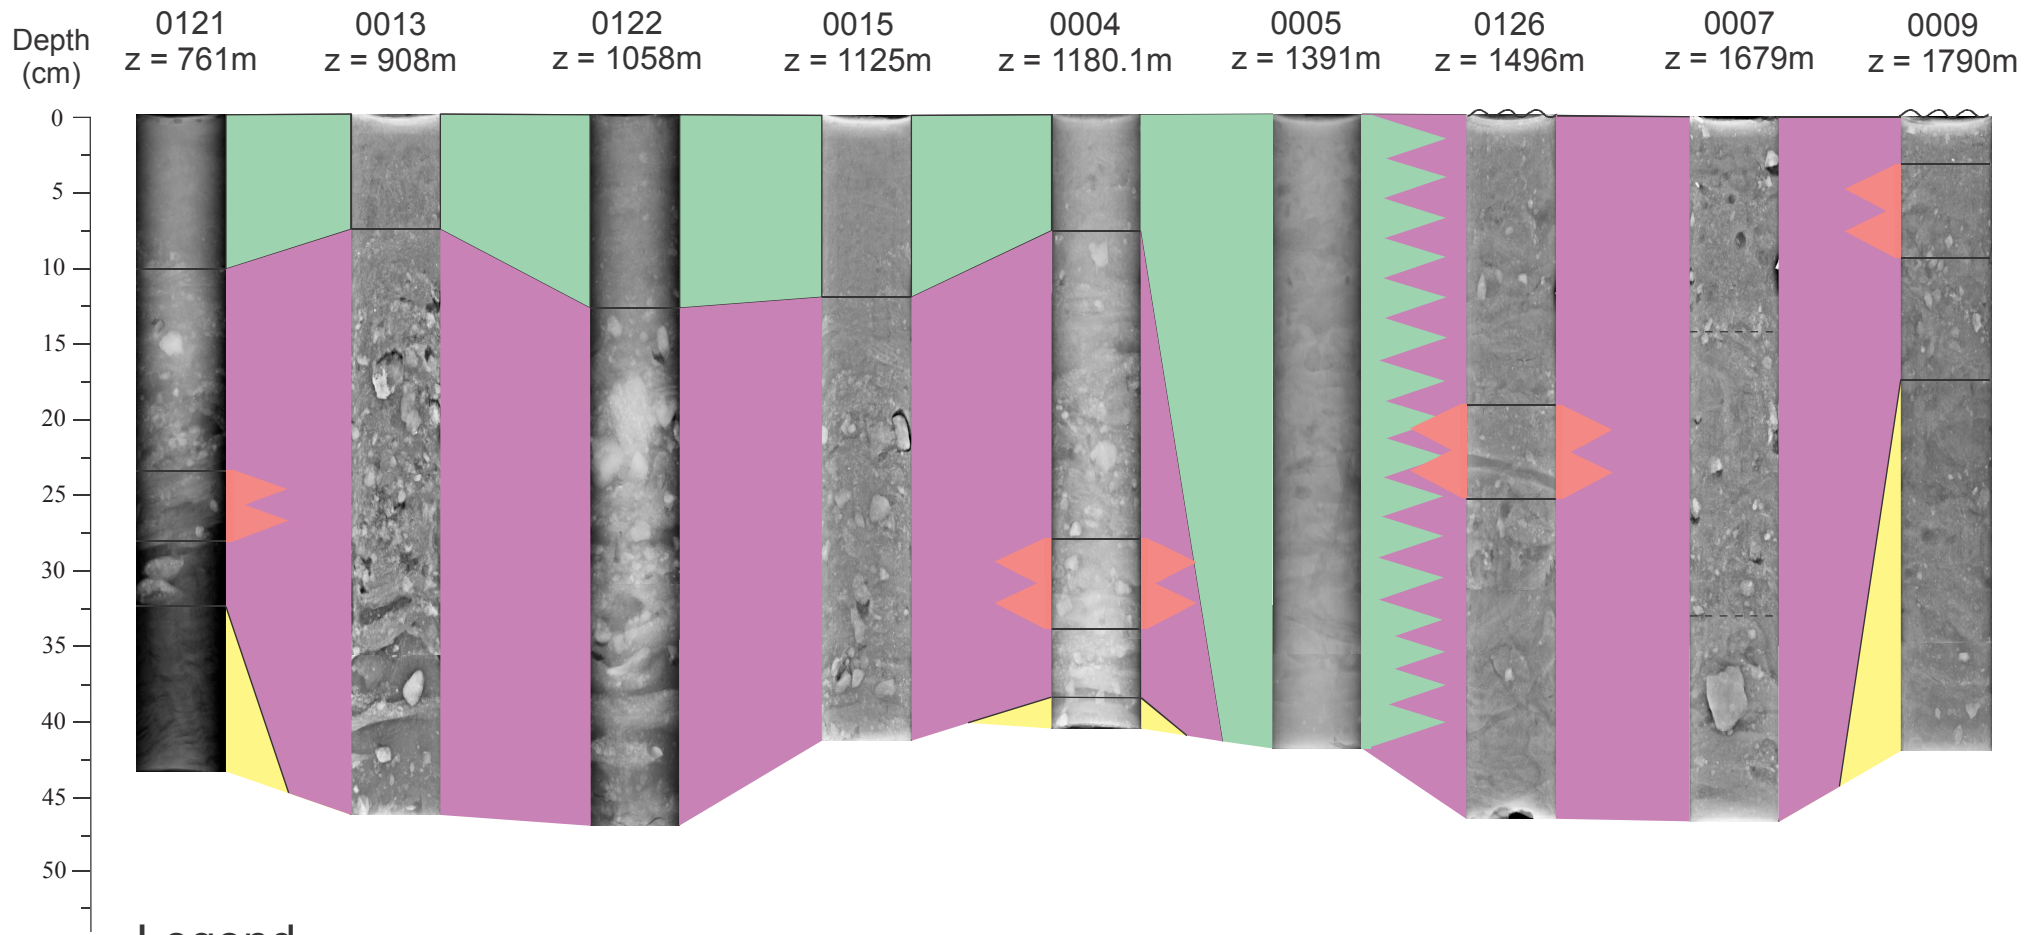 0121 0013 0122 0015 0004 0005 0126 0007 0009
Depth
(cm)
z = 761m z = 908m z = 1058m z = 1125m z = 1180.1m z = 1391m z = 1496m z = 1679m z = 1790m
0
5
10
15
20
25
30
35
40
45
50
Legend